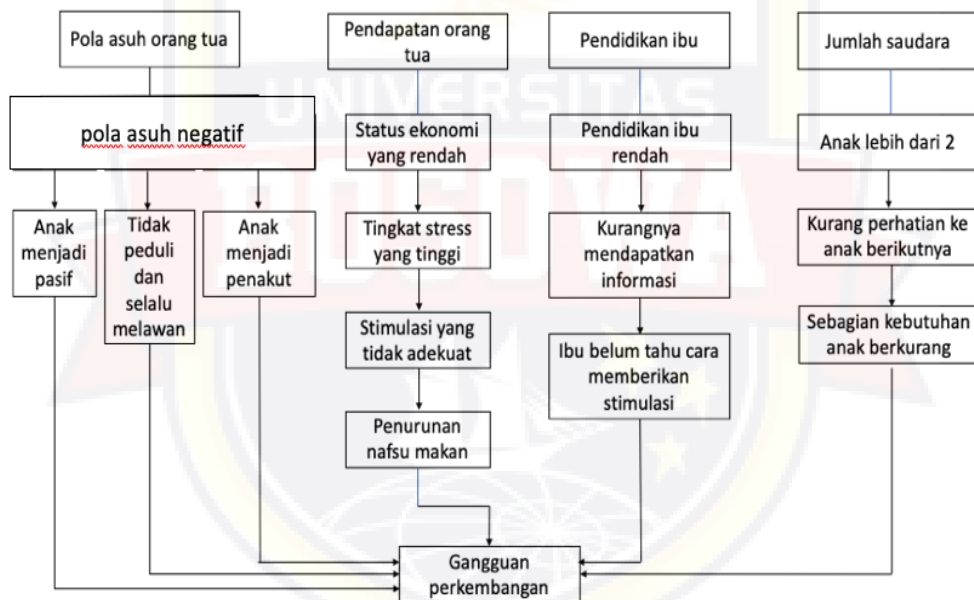 Pola asuh orang tua
Pendapatan orang
tua
Pendidikan ibu
Jumlah saudara
UNIVERSITAS
BOSOWA
pola asuh negatif
Status ekonomi
yang rendah
Pendidikan ibu
rendah
Anak lebih dari 2
Anak
menjadi
pasif
Tidak
peduli
dan
selalu
melawan
Anak
menjadi
penakut
Tingkat stress
yang tinggi
Kurangnya
mendapatkan
informasi
Kurang perhatian ke
anak berikutnya
Stimulasi yang
tidak adekuat
Ibu belum tahu cara
memberikan
stimulasi
Sebagian kebutuhan
anak berkurang
Penurunan
nafsu makan
Gangguan
perkembangan